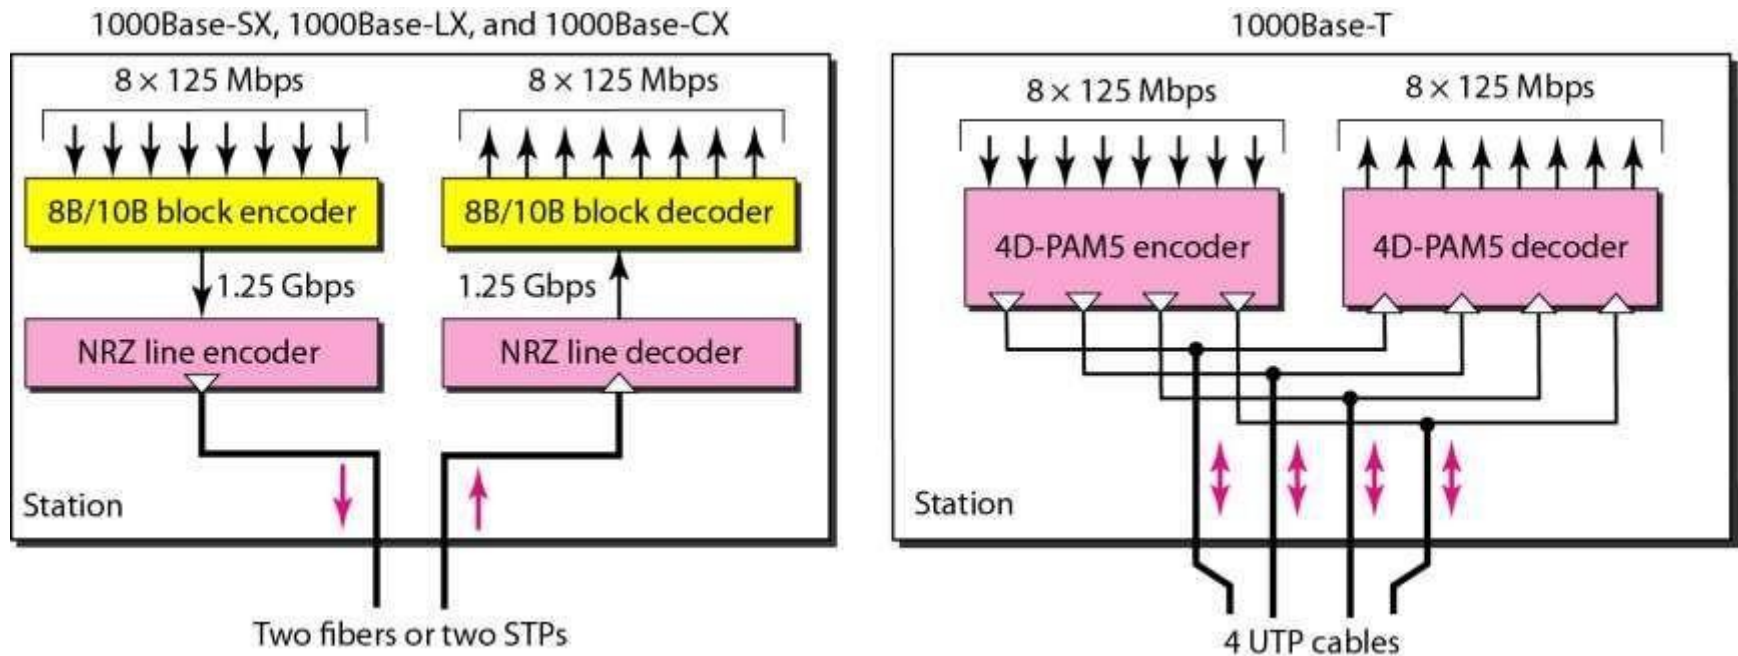 1000Base-SX, 1000Base-LX, and 1000Base-CX
8 × 125 Mbps
8 × 125 Mbps
8B/10B block encoder
8B/10B block decoder
1.25 Gbps
1.25 Gbps
NRZ line encoder
NRZ line decoder
Station
Two fibers or two STPs
1000Base-T
8 × 125 Mbps
8 × 125 Mbps
4D-PAM5 encoder
4D-PAM5 decoder
Station
4 UTP cables